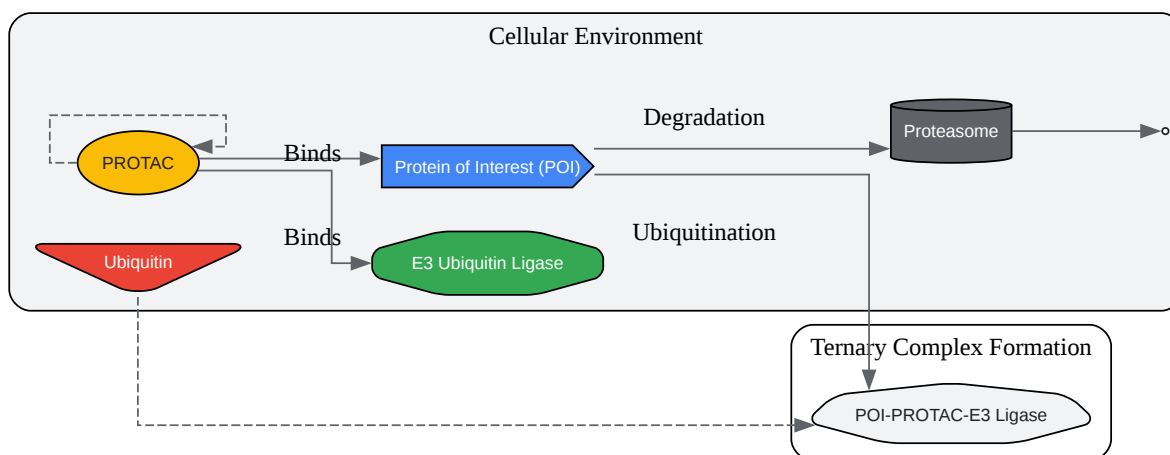 Cellular Environment
Degradation
Proteasome
PROTAC
Binds
Protein of Interest (POI)
Ubiquitination
Binds
Ubiquitin
E3 Ubiquitin Ligase
Ternary Complex Formation
POI-PROTAC-E3 Ligase